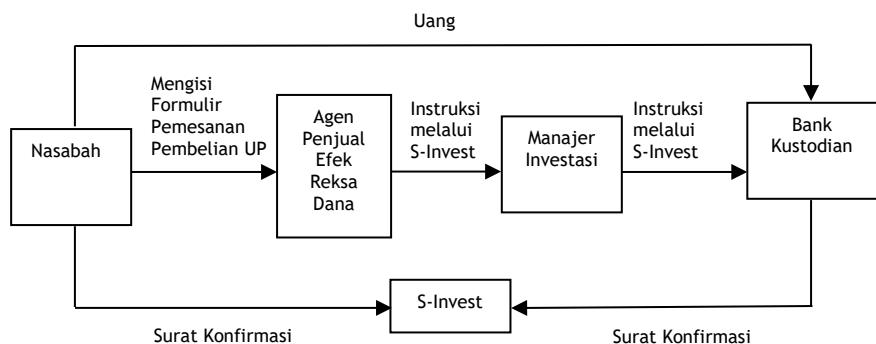 Uang
Mengisi
Formulir
Pemesanan
Pembelian UP
Nasabah
Agen
Penjual
Efek
Reksa
Dana
Instruksi
melalui
S-Invest
Manajer
Investasi
Instruksi
melalui
S-Invest
Bank
Kustodian
S-Invest
Surat Konfirmasi
Surat Konfirmasi